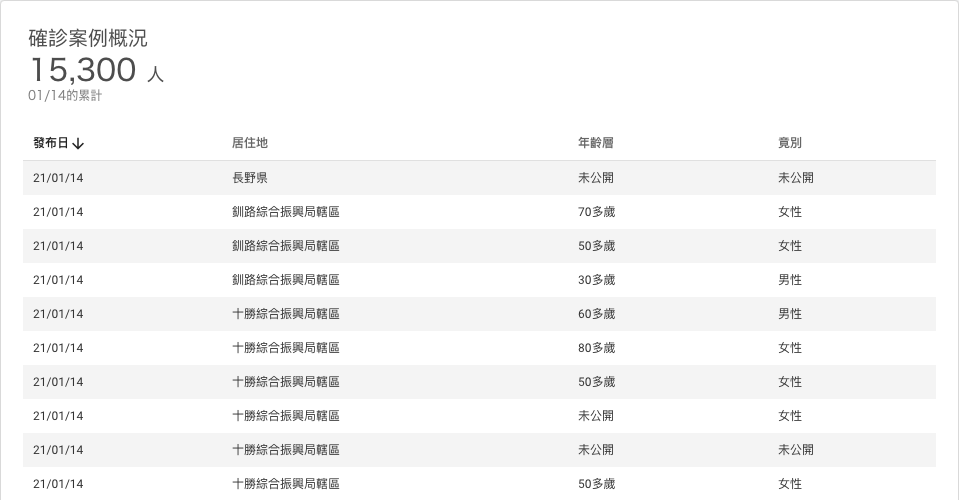 確診案例概況
15,300 人
01/14的累計
發布日↓ 居住地 年齡層 竟別
21/01/14 長野県 未公開 未公開
21/01/14 釧路綜合振興局轄區 70多歲 女性
21/01/14 釧路綜合振興局轄區 50多歲 女性
21/01/14 釧路綜合振興局轄區 30多歲 男性
21/01/14 十勝綜合振興局轄區 60多歲 男性
21/01/14 十勝綜合振興局轄區 80多歲 女性
21/01/14 十勝綜合振興局轄區 50多歲 女性
21/01/14 十勝綜合振興局轄區 未公開 女性
21/01/14 十勝綜合振興局轄區 未公開 未公開
21/01/14 十勝綜合振興局轄區 50多歲 女性